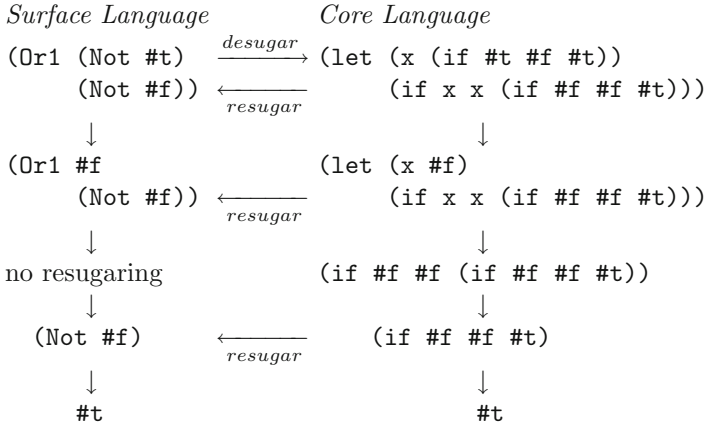 Surface Language Core Language
(Or1 (Not #t) desugar (let (x (if #t #f #t))
(Not #f)) resugar (if x x (if #f #f #t)))
↓ ↓
(Or1 #f (let (x #f)
(Not #f)) resugar (if x x (if #f #f #t)))
↓ ↓
no resugaring (if #f #f (if #f #f #t))
↓ ↓
(Not #f) resugar (if #f #f #t)
↓ ↓
#t #t